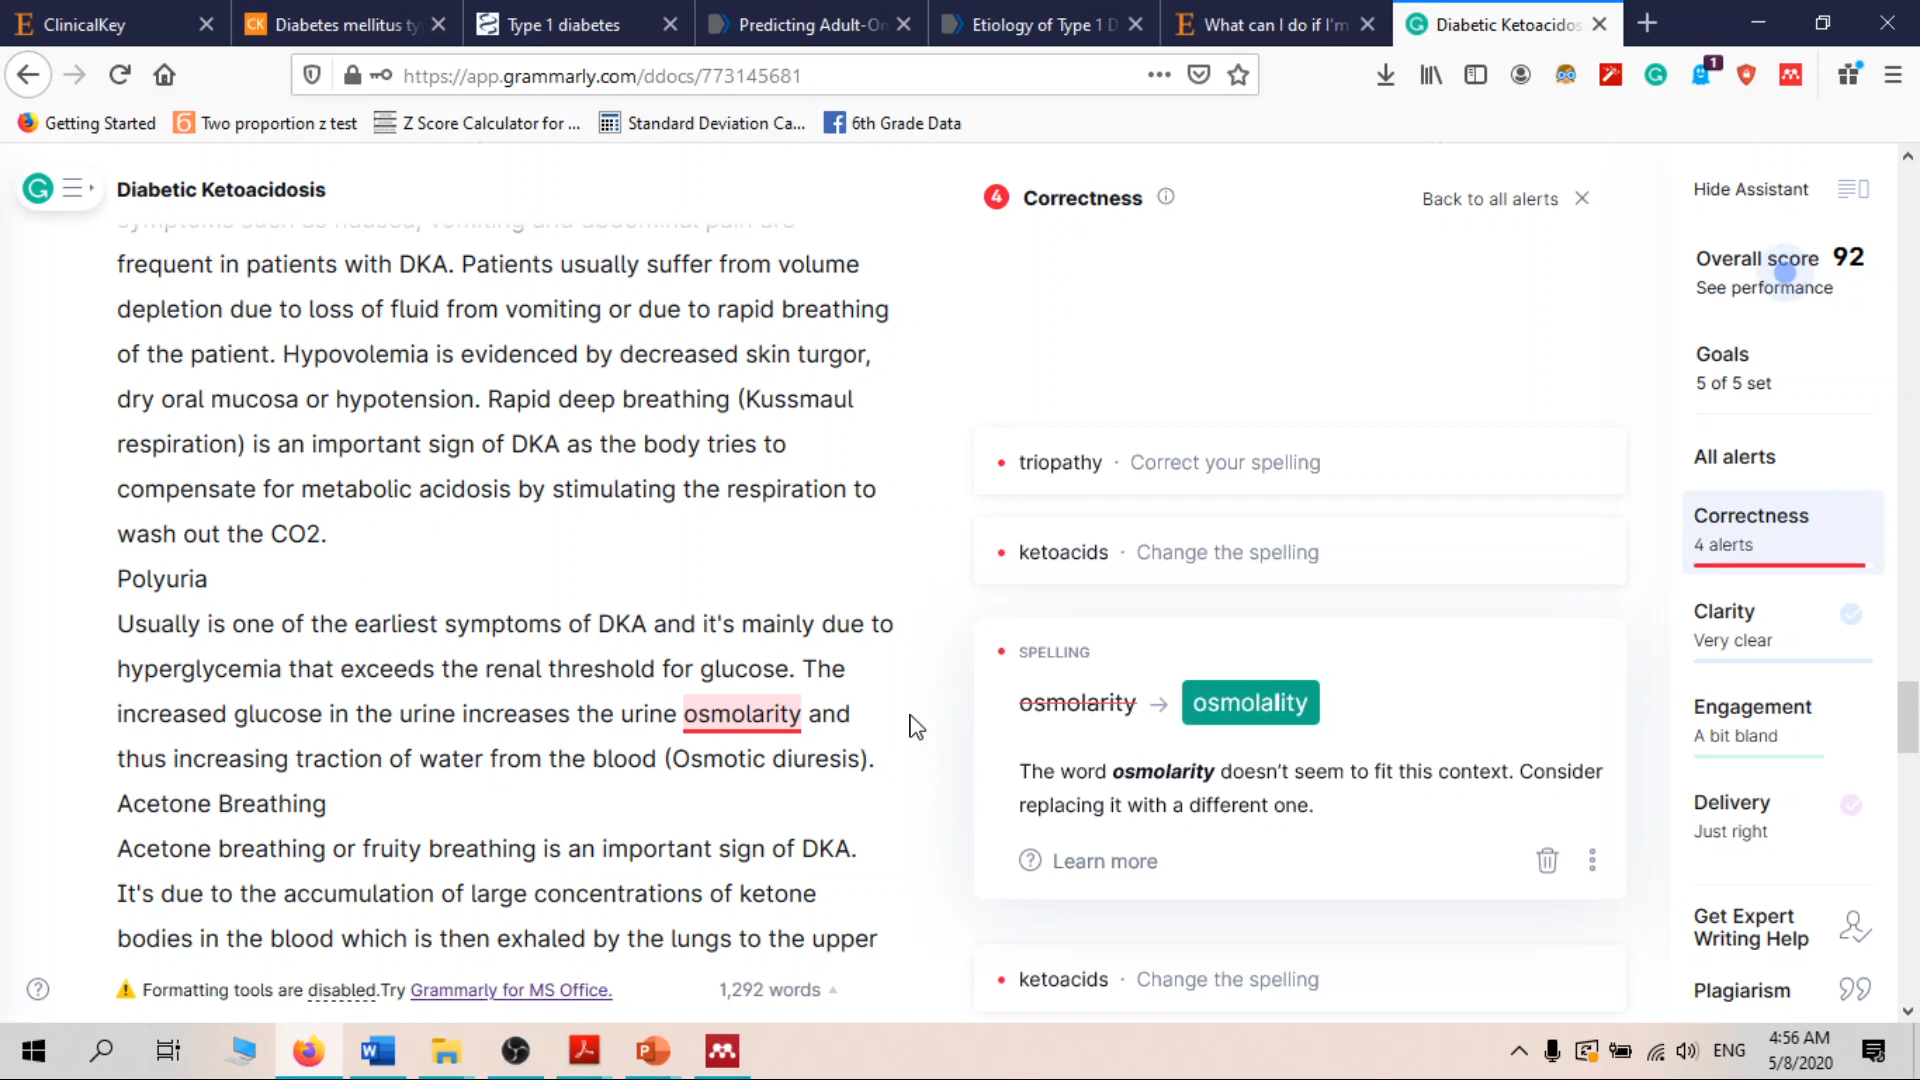 ClinicalKey
Diabetes mellitus ty
Type 1 diabetes
Predicting Adult-On
Etiology of Type 1 D
What can I do if I'm
Diabetic Ketoacidos
https://app.grammarly.com/ddocs/773145681
1
Getting Started
Two proportion z test
Z Score Calculator for ...
Standard Deviation Ca...
6th Grade Data
Diabetic Ketoacidosis
symptoms such as nausea, vomiting and abdominal pain are
frequent in patients with DKA. Patients usually suffer from volume
depletion due to loss of fluid from vomiting or due to rapid breathing
of the patient. Hypovolemia is evidenced by decreased skin turgor,
dry oral mucosa or hypotension. Rapid deep breathing (Kussmaul
respiration) is an important sign of DKA as the body tries to
compensate for metabolic acidosis by stimulating the respiration to
wash out the CO2.
Polyuria
Usually is one of the earliest symptoms of DKA and it's mainly due to
hyperglycemia that exceeds the renal threshold for glucose. The
increased glucose in the urine increases the urine osmolarity and
thus increasing traction of water from the blood (Osmotic diuresis).
Acetone Breathing
Acetone breathing or fruity breathing is an important sign of DKA.
It's due to the accumulation of large concentrations of ketone
bodies in the blood which is then exhaled by the lungs to the upper
Formatting tools are disabled.Try Grammarly for MS Office.
1,292 words
4 Correctness
Back to all alerts
triopathy · Correct your spelling
ketoacids · Change the spelling
SPELLING
osmolarity → osmolality
The word osmolarity doesn't seem to fit this context. Consider
replacing it with a different one.
Learn more
ketoacids · Change the spelling
Hide Assistant
Overall score 92
See performance
Goals
5 of 5 set
All alerts
Correctness
4 alerts
Clarity
Very clear
Engagement
A bit bland
Delivery
Just right
Get Expert
Writing Help
Plagiarism
ENG
4:56 AM
5/8/2020